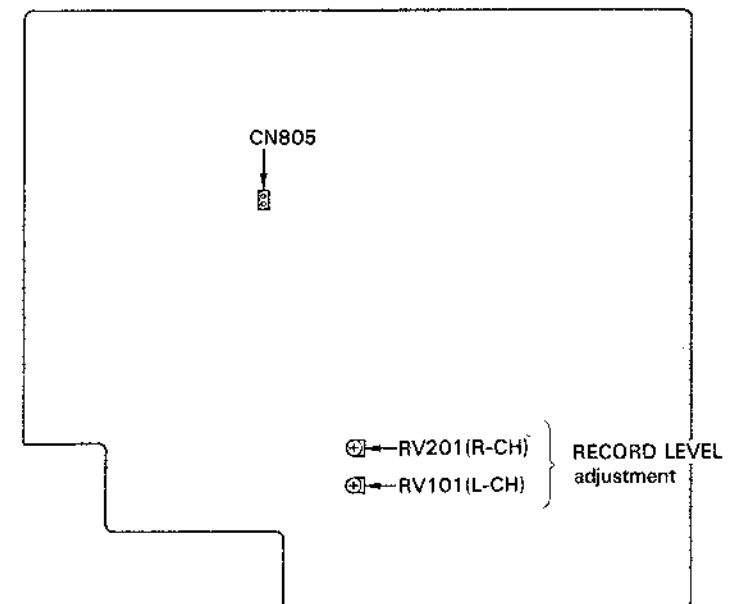 CN805
RV201(R-CH)
RV101(L-CH)
RECORD LEVEL
adjustment